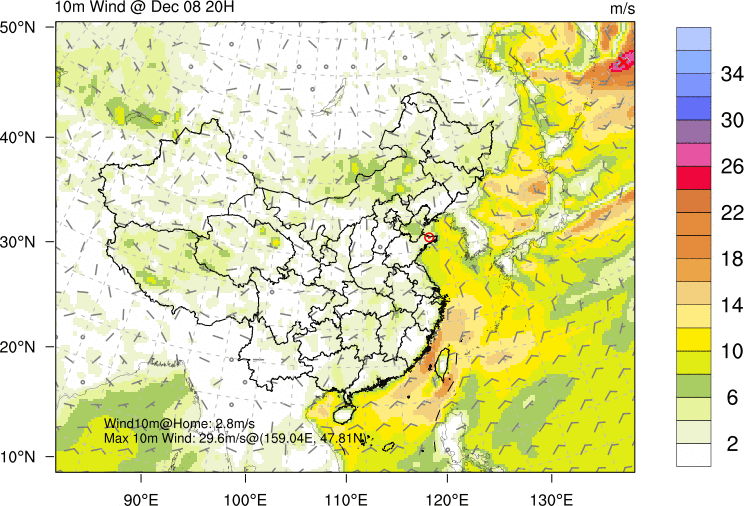 10m Wind @ Dec 08 20H
m/s
50°N
40°N
30°N
20°N
10°N
90°E
100°E
110°E
120°E
130°E
Wind10m@Home: 2.8m/s
Max 10m Wind: 29.6m/s@(159.04E, 47.81N)
34
30
26
22
18
14
10
6
2